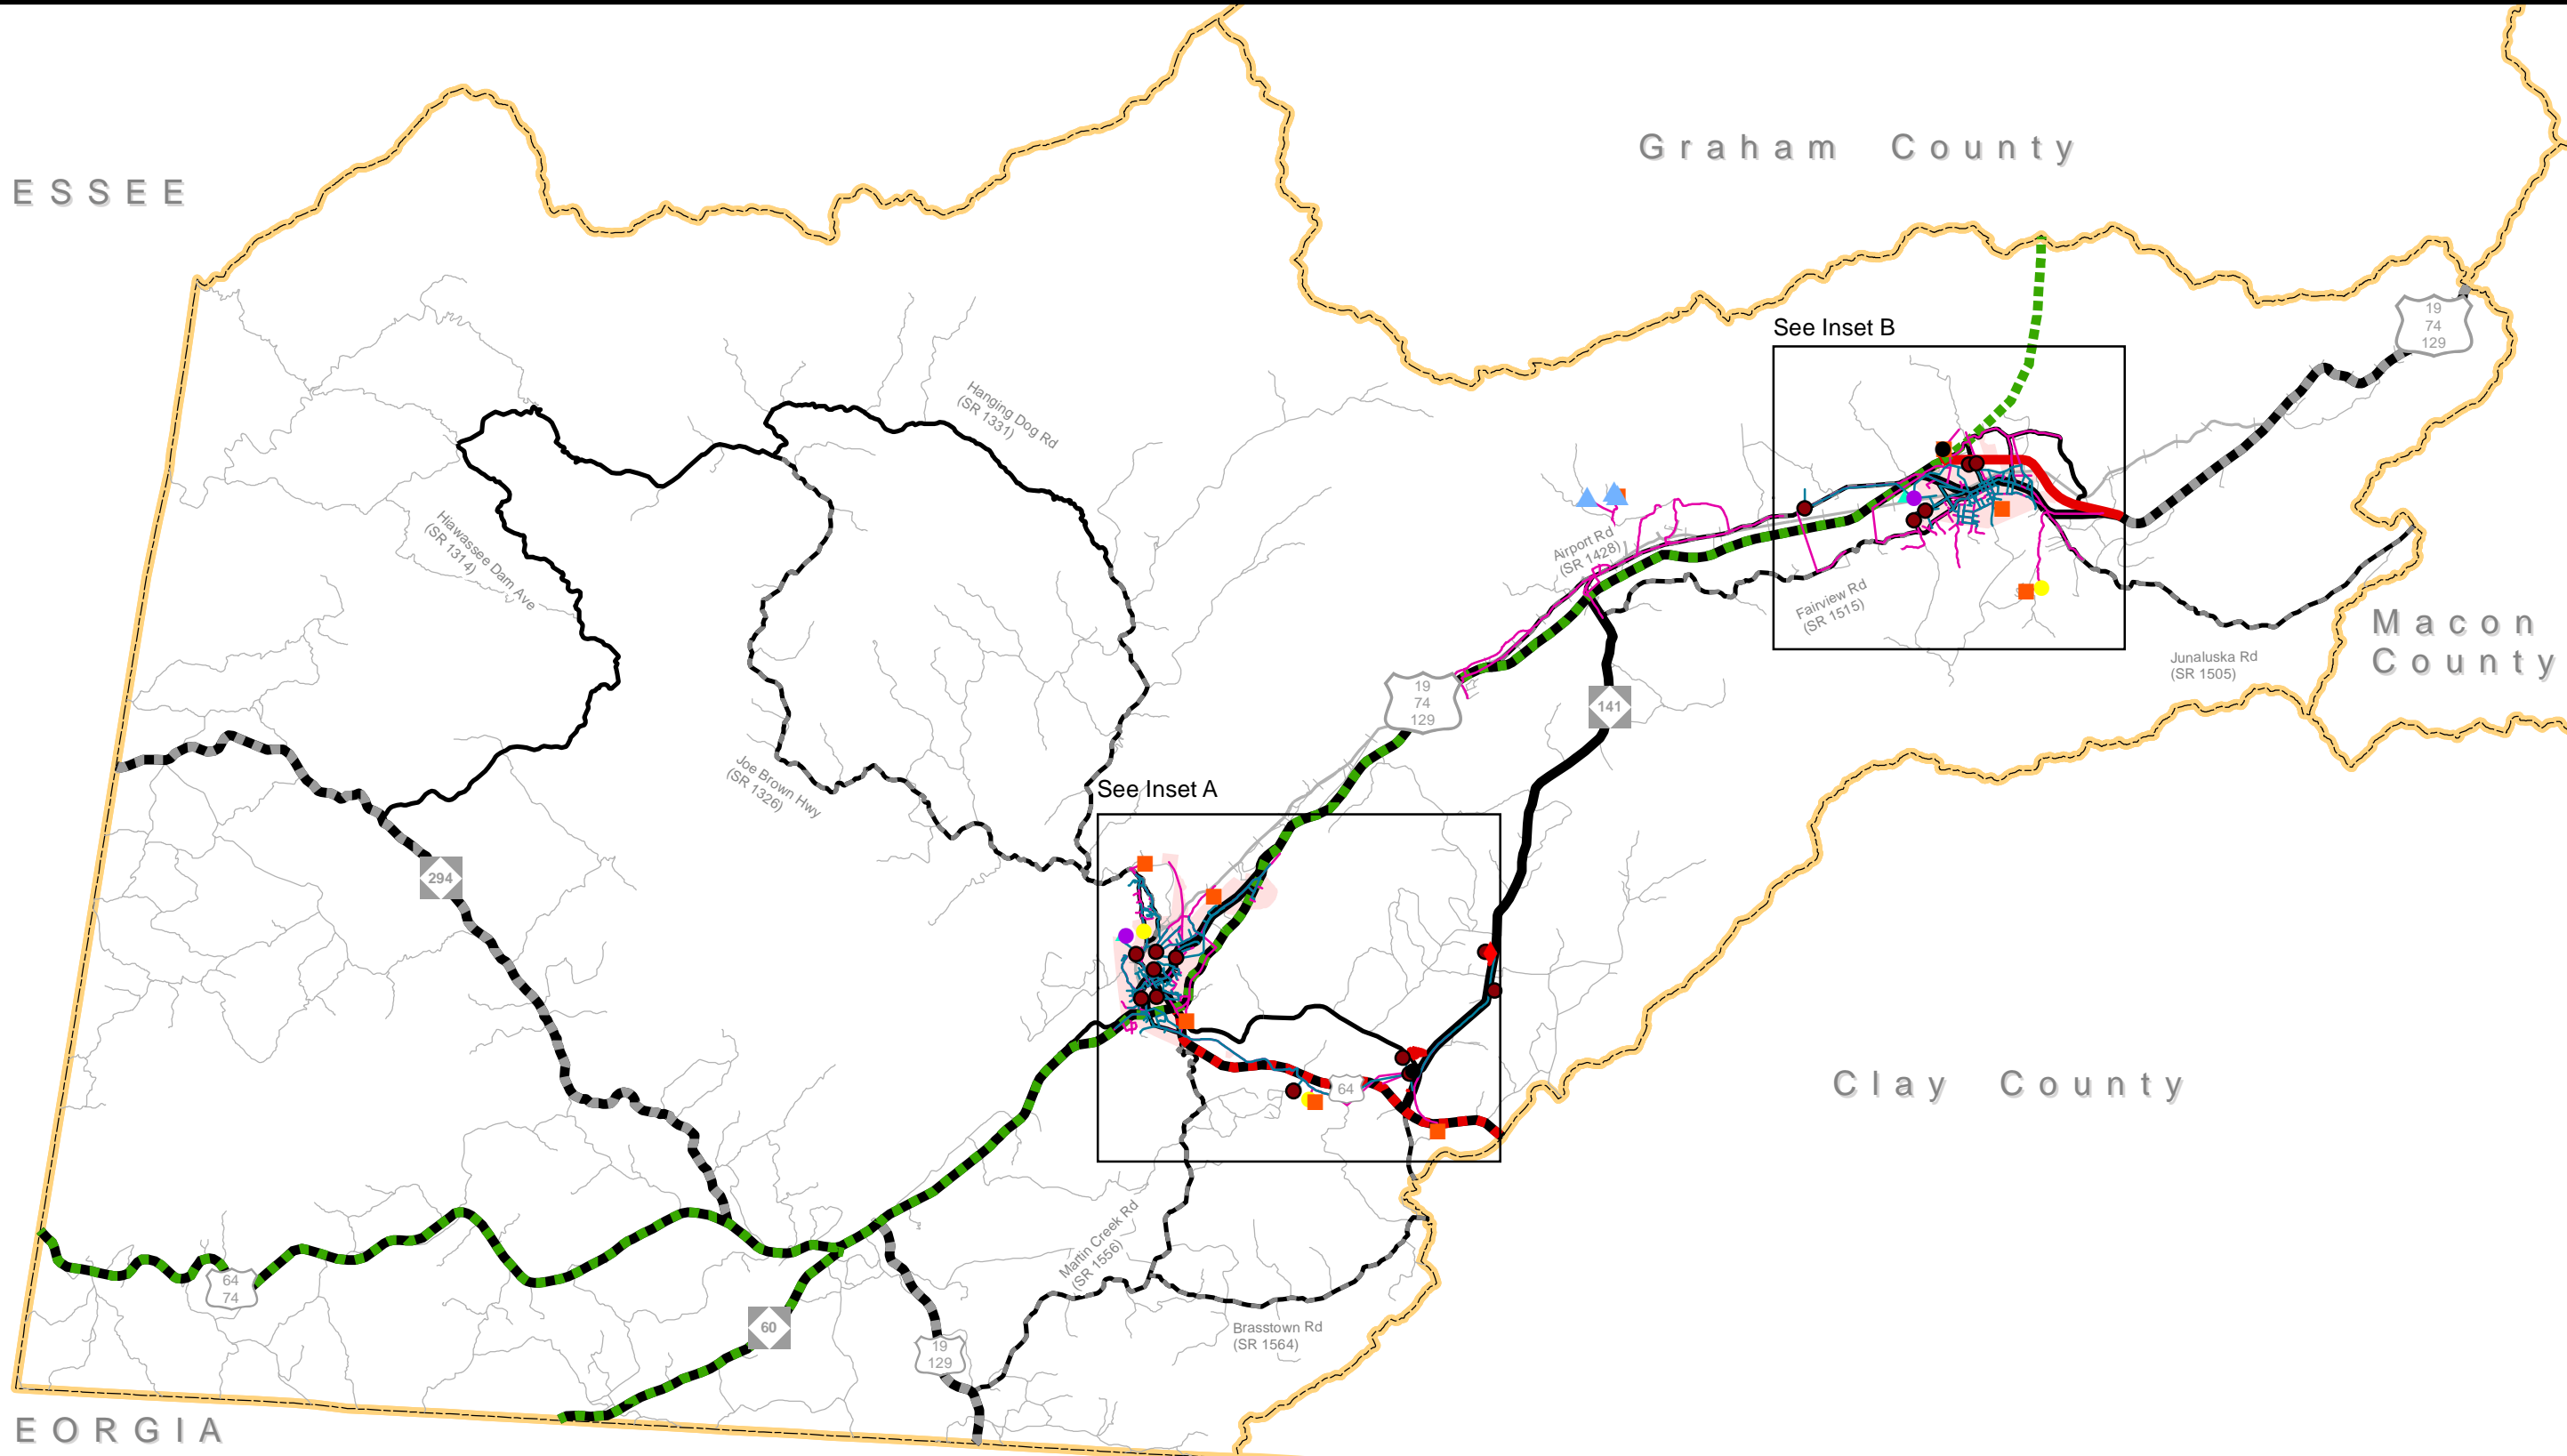 Graham County
ESSEE
19
74
129
See Inset B
Hanging Dog Rd
(SR 1331)
Hiawassee Dam Ave
(SR 1314)
Airport Rd
(SR 1428)
Fairview Rd
(SR 1515)
Macon
County
Junaluska Rd
(SR 1505)
19
74
129
141
Joe Brown Hwy
(SR 1326)
See Inset A
294
64
Clay County
Martin Creek Rd
(SR 1556)
64
74
60
19
129
Brasstown Rd
(SR 1564)
EORGIA